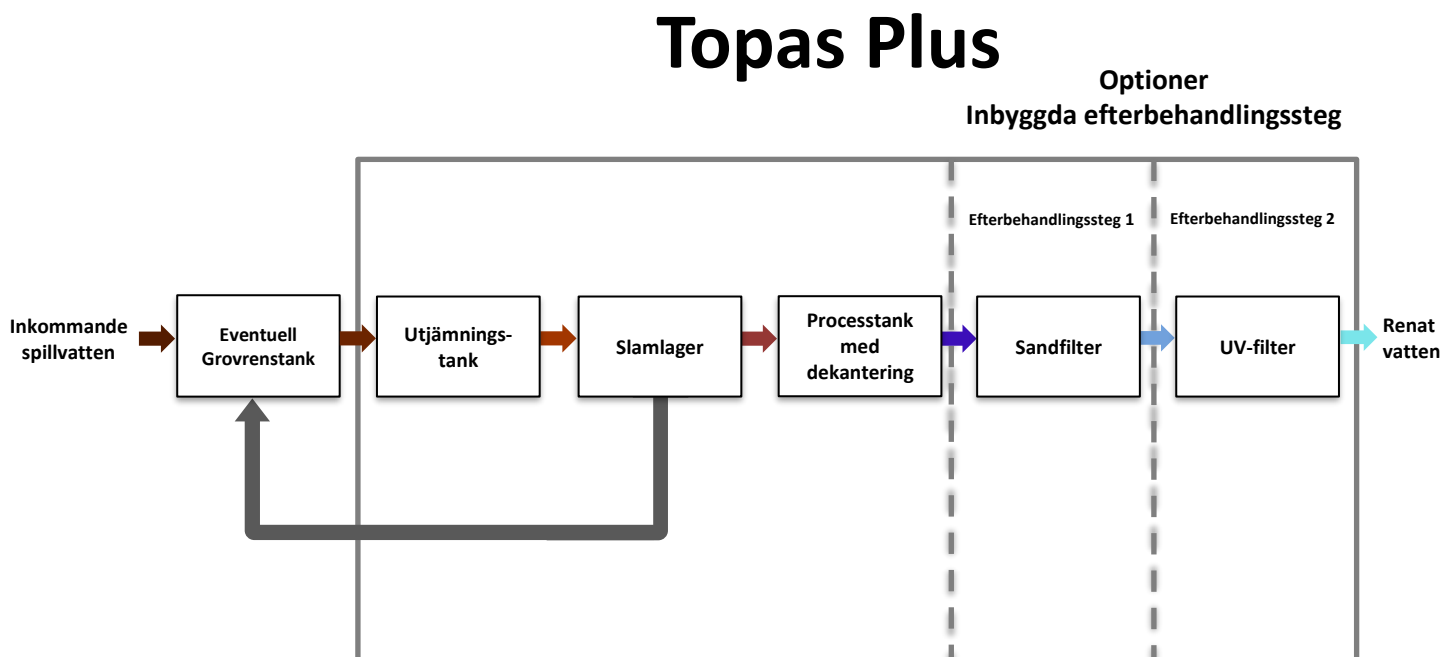 Topas Plus
Optioner
Inbyggda efterbehandlingssteg
Efterbehandlingssteg 1
Efterbehandlingssteg 2
Inkommande
spillvatten
Eventuell
Grovrenstank
Utjämnings-
tank
Slamlager
Processtank
med
dekantering
Sandfilter
UV-filter
Renat
vatten